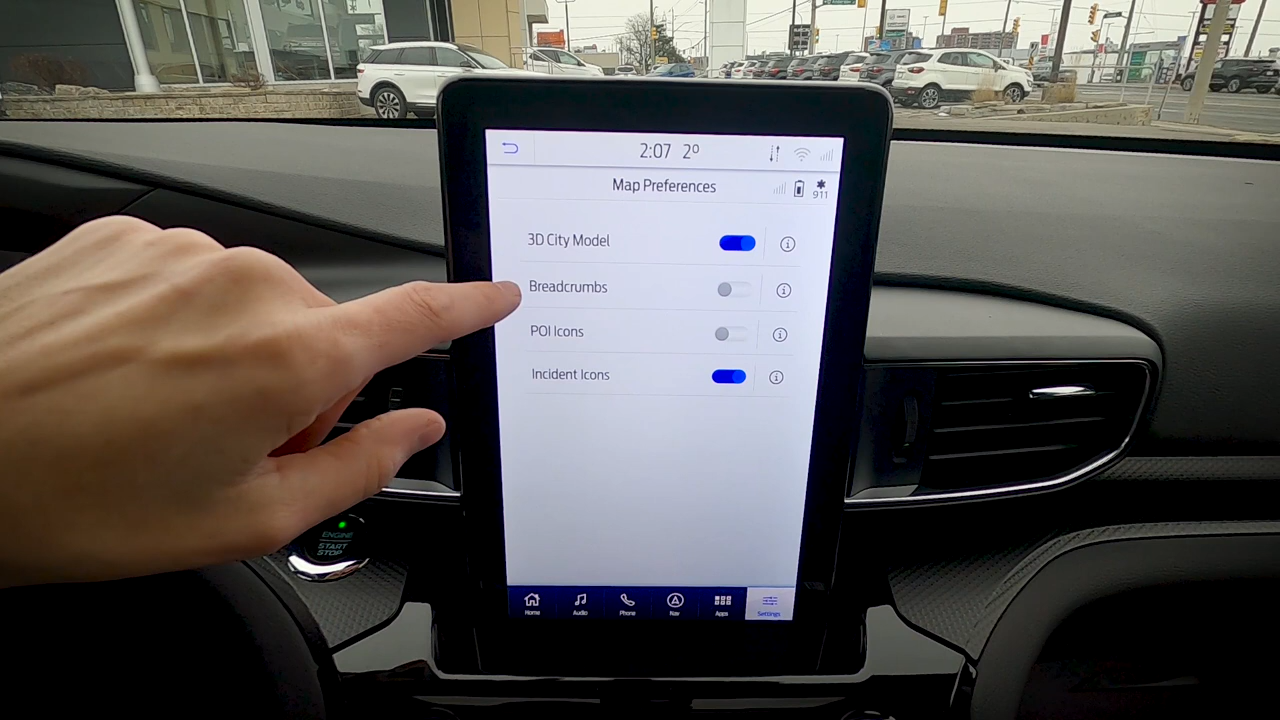 2:07 2°
Map Preferences
911
3D City Model
Breadcrumbs
POI Icons
Incident Icons
ENGINE
START
STOP
Home Audio Phone Nav Apps Settings